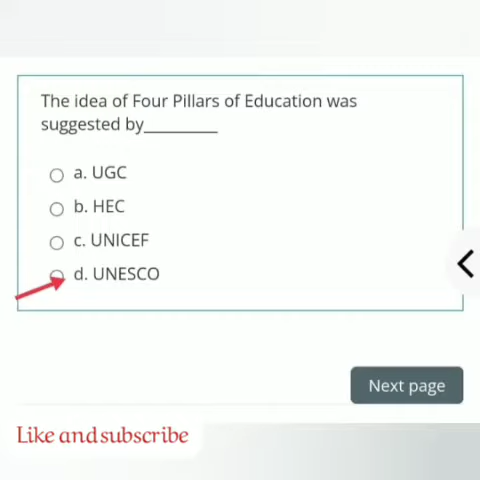 The idea of Four Pillars of Education was
suggested by_________
a. UGC
b. HEC
c. UNICEF
d. UNESCO
Next page
Like and subscribe